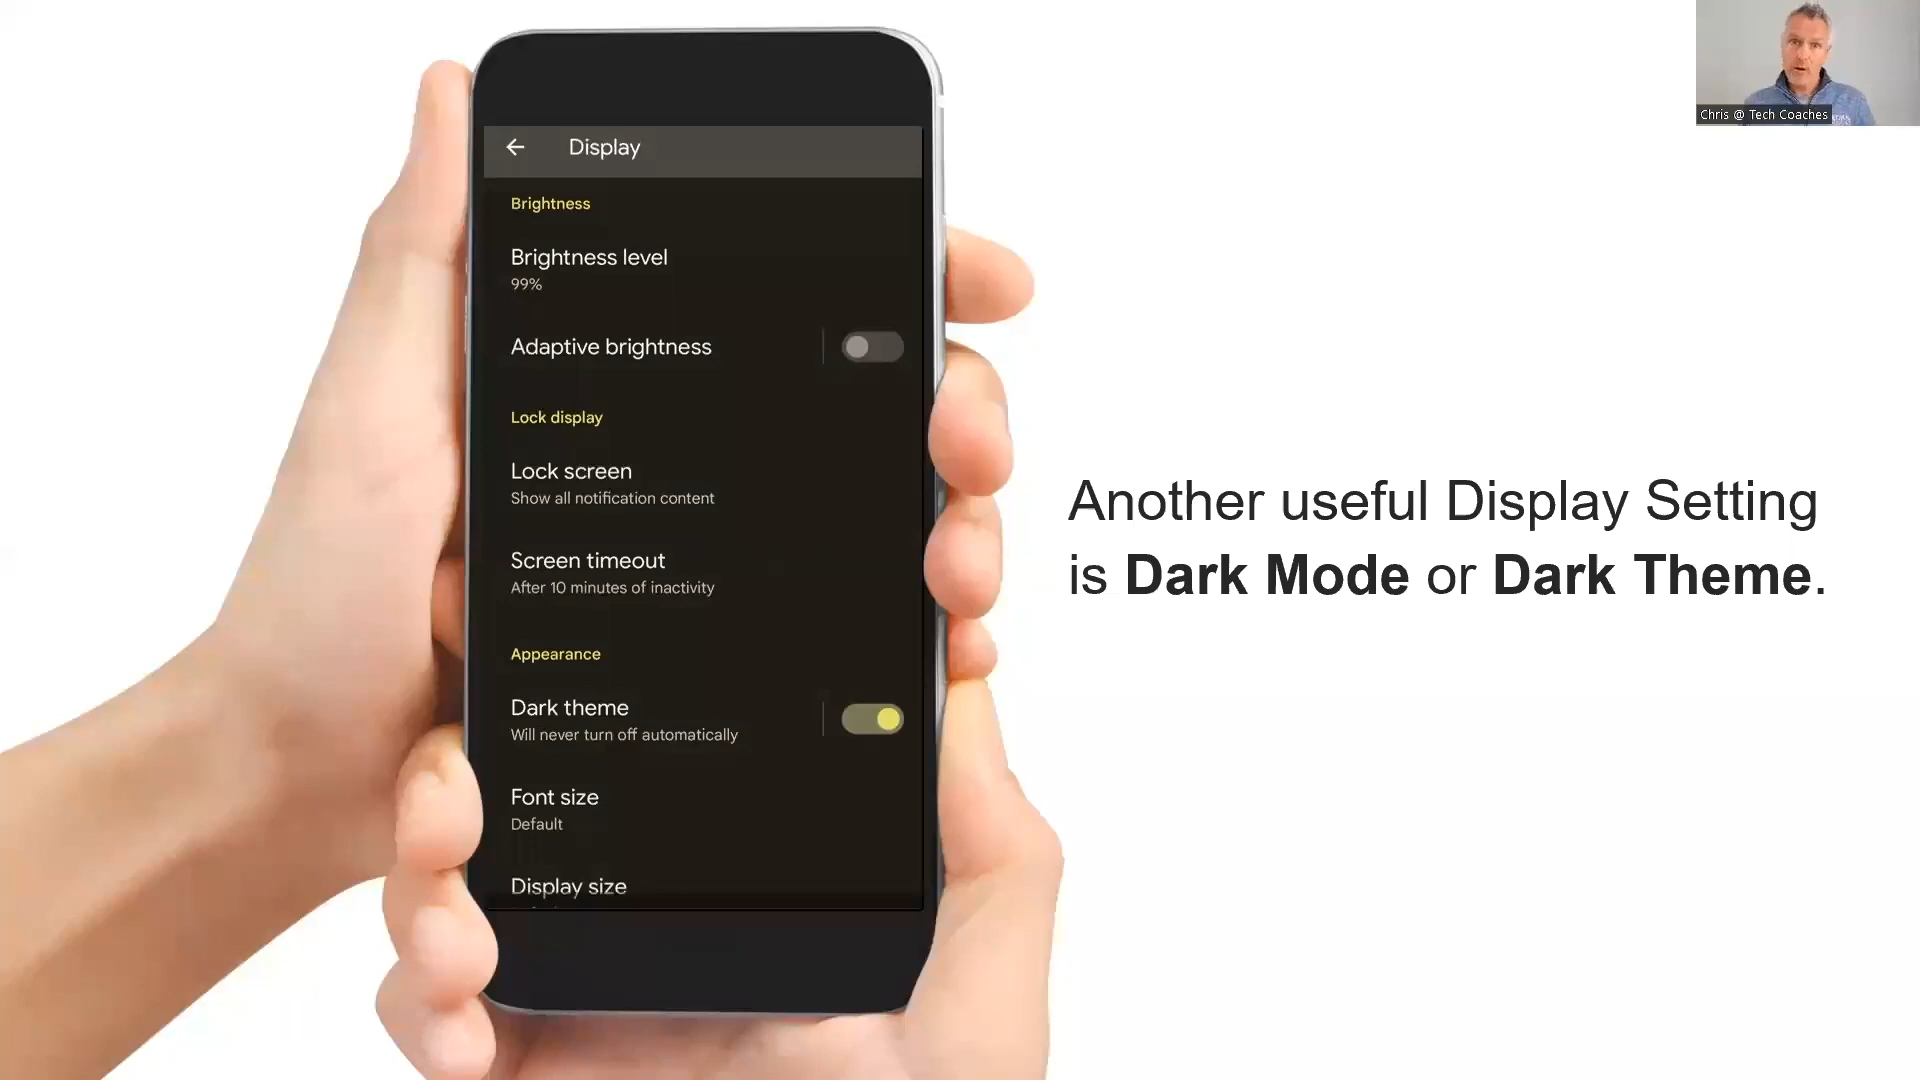 Chris @ Tech Coaches
Display
Brightness
Brightness level
99%
Adaptive brightness
Lock display
Lock screen
Show all notification content
Screen timeout
After 10 minutes of inactivity
Appearance
Dark theme
Will never turn off automatically
Font size
Default
Display size
Another useful Display Setting
is Dark Mode or Dark Theme.